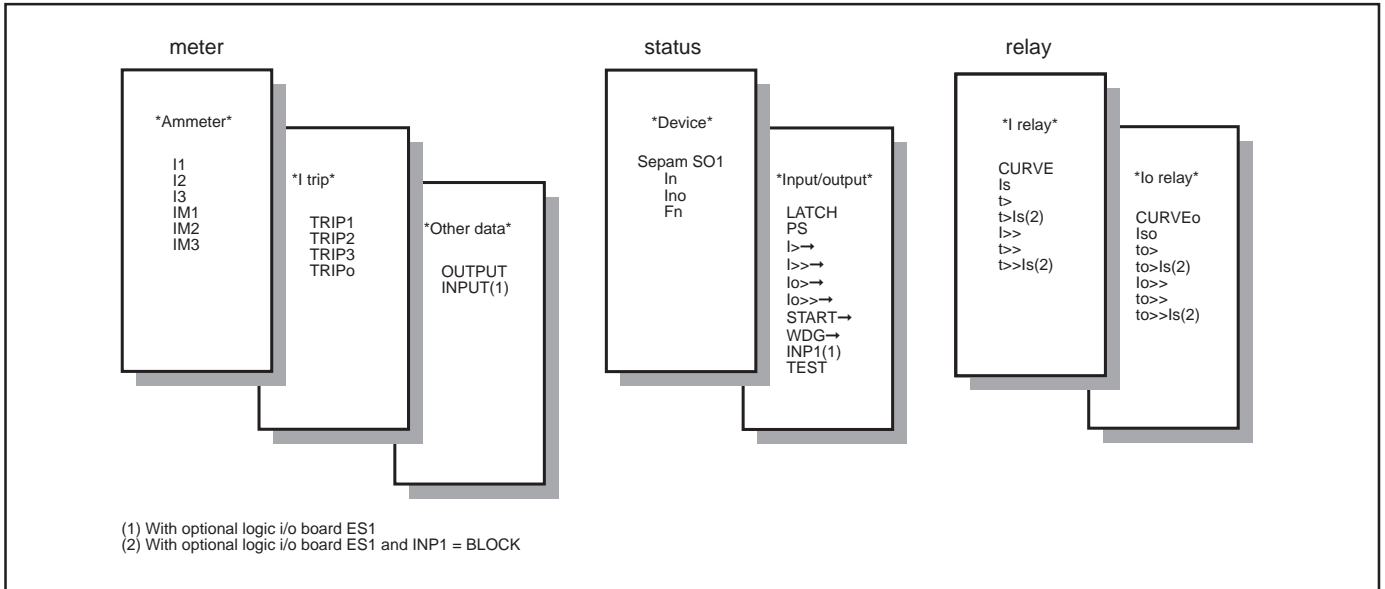 meter
*Ammeter*
I1
I2
I3
IM1
IM2
IM3
*I trip*
TRIP1
TRIP2
TRIP3
TRIPo
*Other data*
OUTPUT
INPUT(1)
status
*Device*
Sepam SO1
In
Ino
Fn
*Input/output*
LATCH
PS
I>→
I>>→
Io>→
Io>>→
START→
WDG→
INP1(1)
TEST
relay
*I relay*
CURVE
Is
t>
t>Is(2)
I>>
t>>
t>>Is(2)
*Io relay*
CURVEo
Iso
to>
to>Is(2)
Io>>
to>>
to>>Is(2)
(1) With optional logic i/o board ES1
(2) With optional logic i/o board ES1 and INP1 = BLOCK